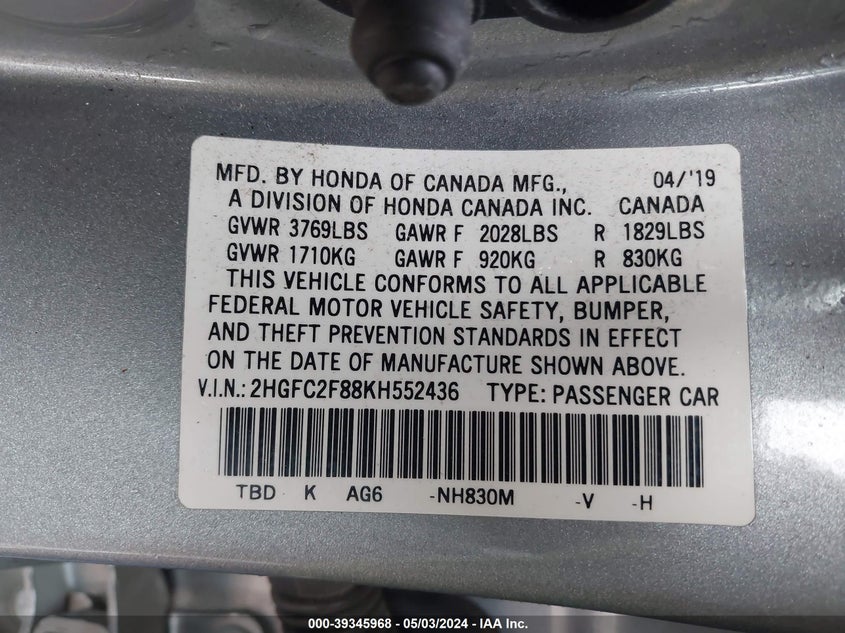 MFD. BY HONDA OF CANADA MFG., 04/'19
A DIVISION OF HONDA CANADA INC. CANADA
GVWR 3769LBS GAWR F 2028LBS R 1829LBS
GVWR 1710KG GAWR F 920KG R 830KG
THIS VEHICLE CONFORMS TO ALL APPLICABLE
FEDERAL MOTOR VEHICLE SAFETY, BUMPER,
AND THEFT PREVENTION STANDARDS IN EFFECT
ON THE DATE OF MANUFACTURE SHOWN ABOVE.
V.I.N.: 2HGFC2F88KH552436 TYPE: PASSENGER CAR
TBD K AG6 -NH830M -V -H
000-39345968 - 05/03/2024 - IAA Inc.